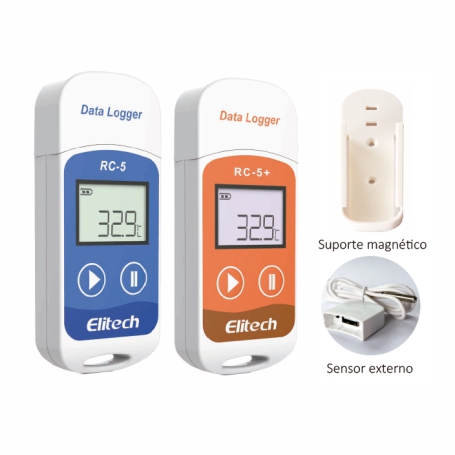 Data Logger
RC-5
32.9℃
Elitech
Data Logger
RC-5+
32.9℃
Elitech
Suporte magnético
Sensor externo